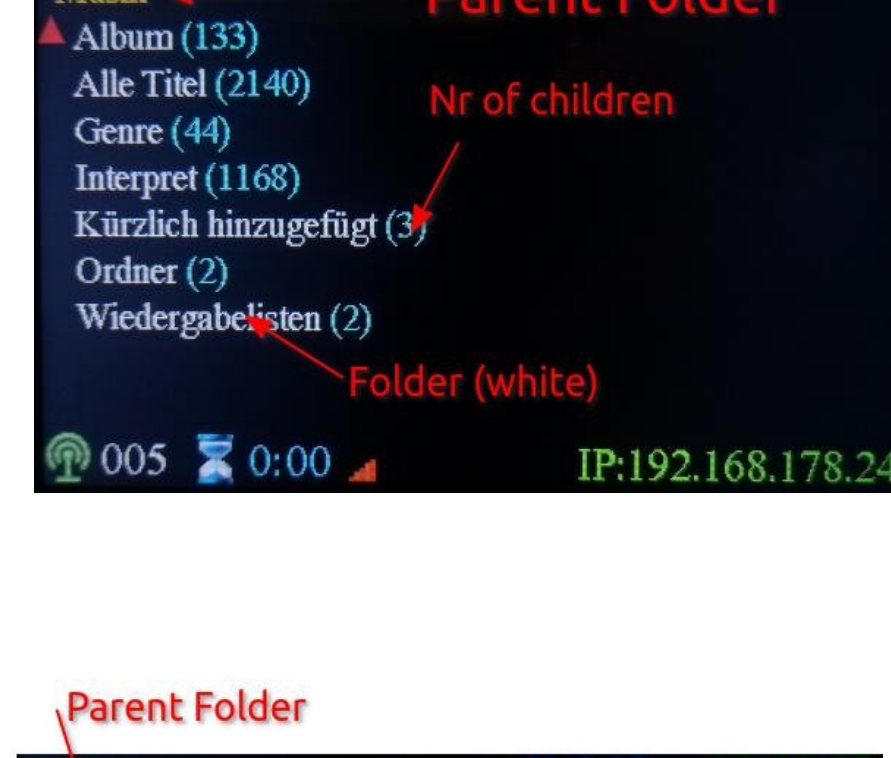 Musik
Parent Folder
Album (133)
Alle Titel (2140)
Nr of children
Genre (44)
Interpret (1168)
Kürzlich hinzugefügt (3)
Ordner (2)
Wiedergabelisten (2)
Folder (white)
005 0:00 IP:192.168.178.24
Parent Folder